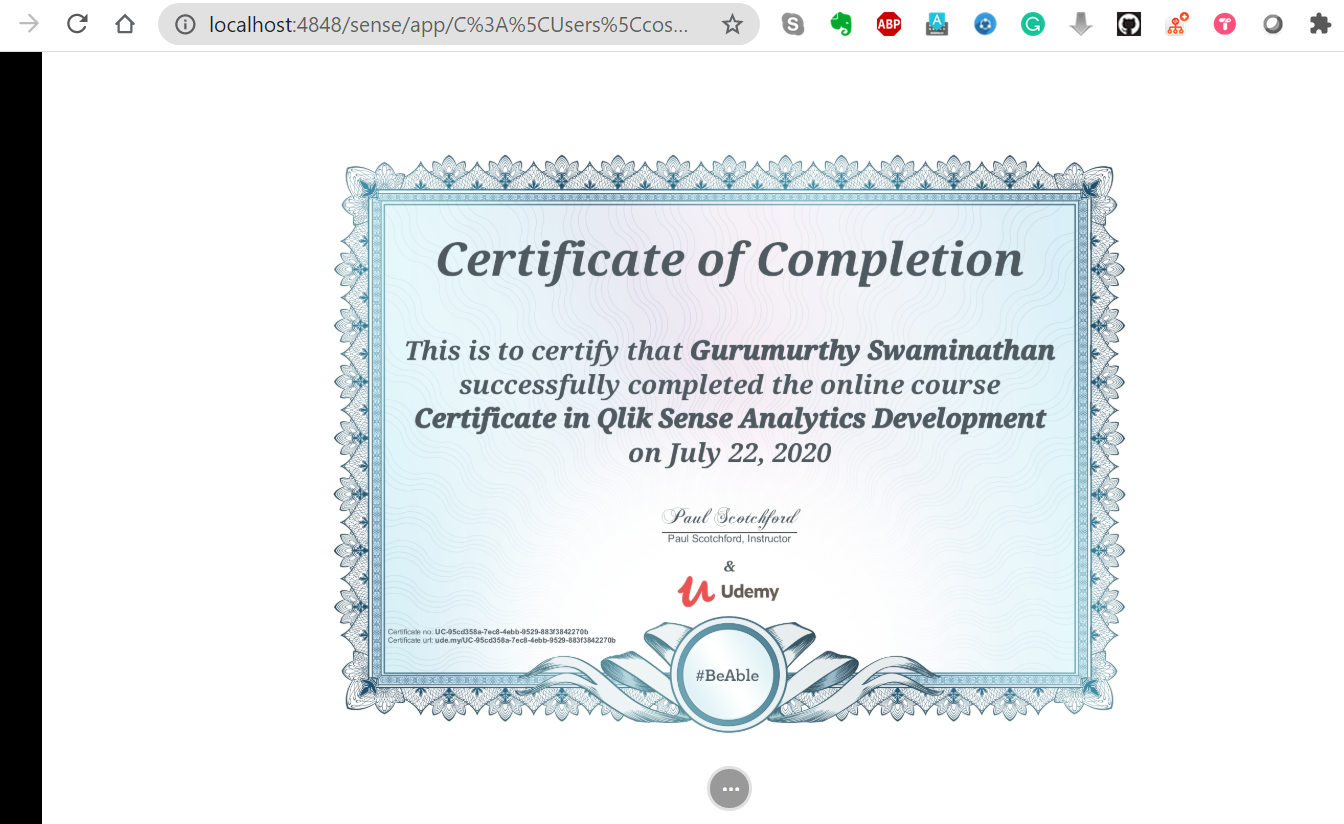 localhost:4848/sense/app/C%3A%5CUsers%5Ccos...
ABP
A
G
Certificate of Completion
This is to certify that Gurumurthy Swaminathan
successfully completed the online course
Certificate in Qlik Sense Analytics Development
on July 22, 2020
Paul Scotchford
Paul Scotchford, Instructor
&
Udemy
Certificate no: UC-95cd358a-7ec8-4ebb-9529-883f3842270b
Certificate url: ude.my/UC-95cd358a-7ec8-4ebb-9529-883f3842270b
#BeAble